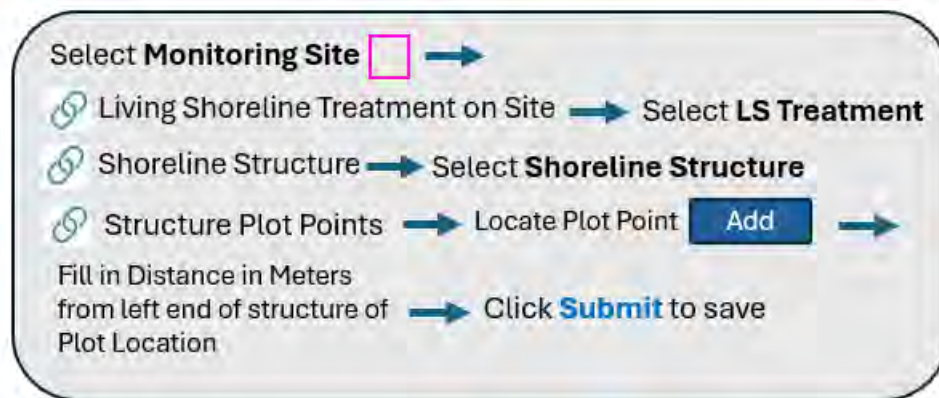 Select Monitoring Site
Living Shoreline Treatment on Site Select LS Treatment
Shoreline Structure Select Shoreline Structure
Structure Plot Points Locate Plot Point Add
Fill in Distance in Meters
from left end of structure of Click Submit to save
Plot Location